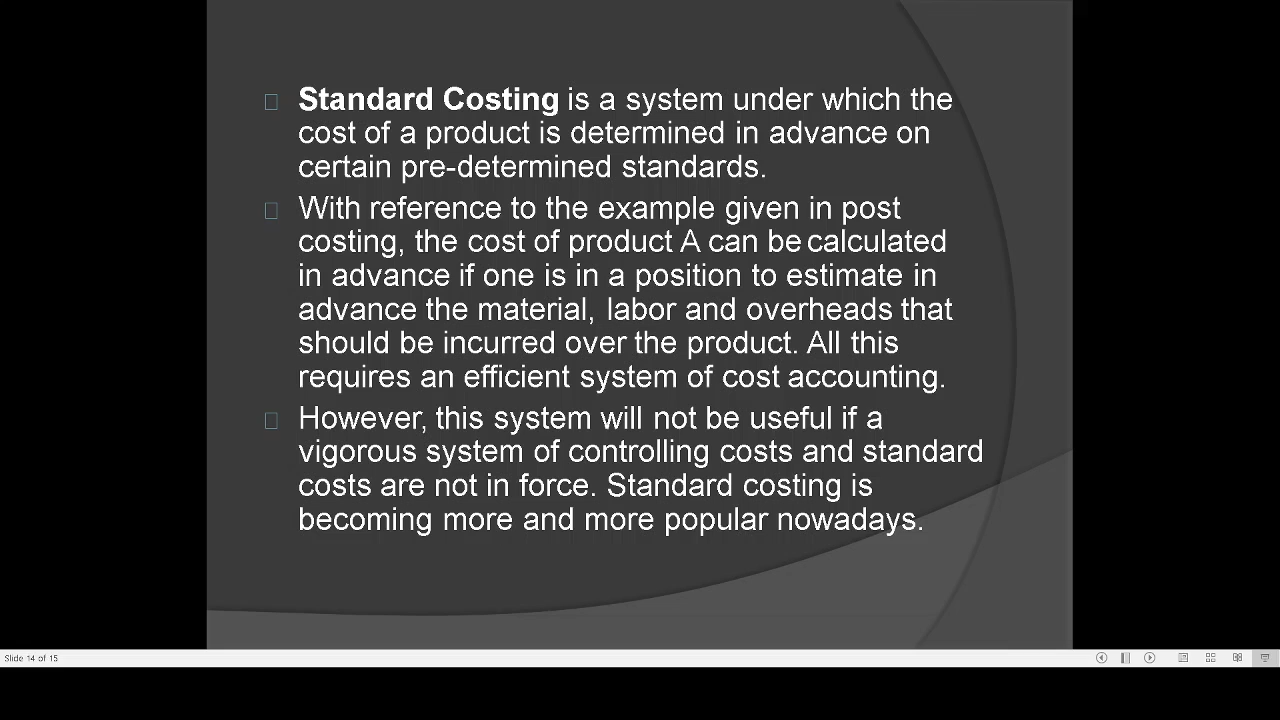 Standard Costing is a system under which the
cost of a product is determined in advance on
certain pre-determined standards.
With reference to the example given in post
costing, the cost of product A can be calculated
in advance if one is in a position to estimate in
advance the material, labor and overheads that
should be incurred over the product. All this
requires an efficient system of cost accounting.
However, this system will not be useful if a
vigorous system of controlling costs and standard
costs are not in force. Standard costing is
becoming more and more popular nowadays.
Slide 14 of 15